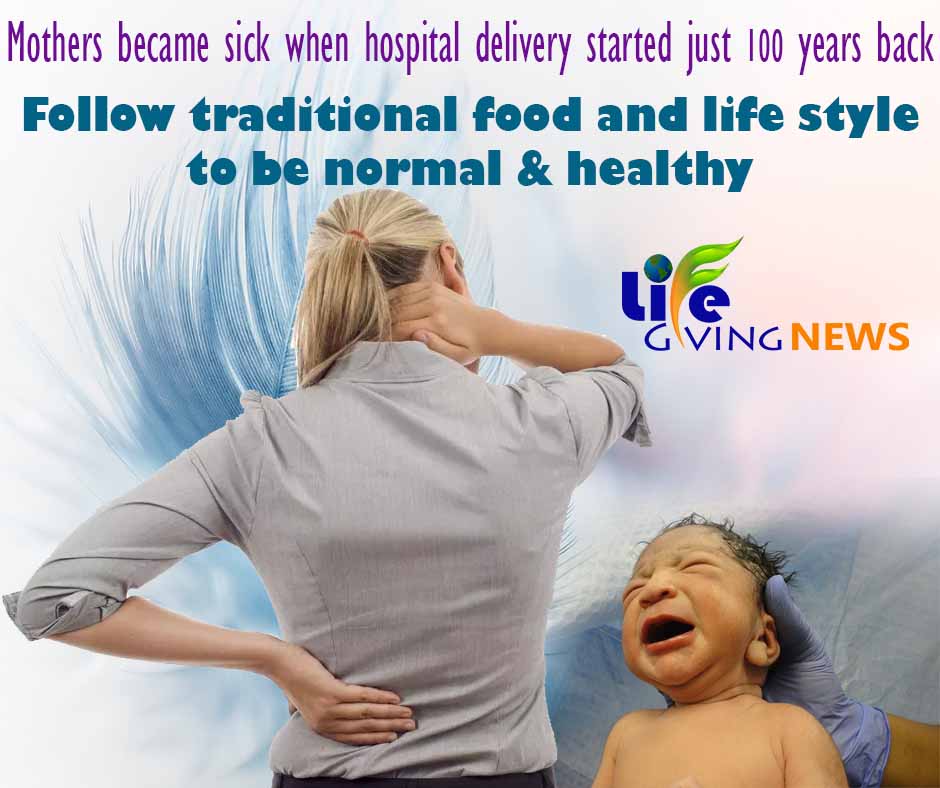 Mothers became sick when hospital delivery started just 100 years back
Follow traditional food and life style
to be normal & healthy
Life
GIVING NEWS